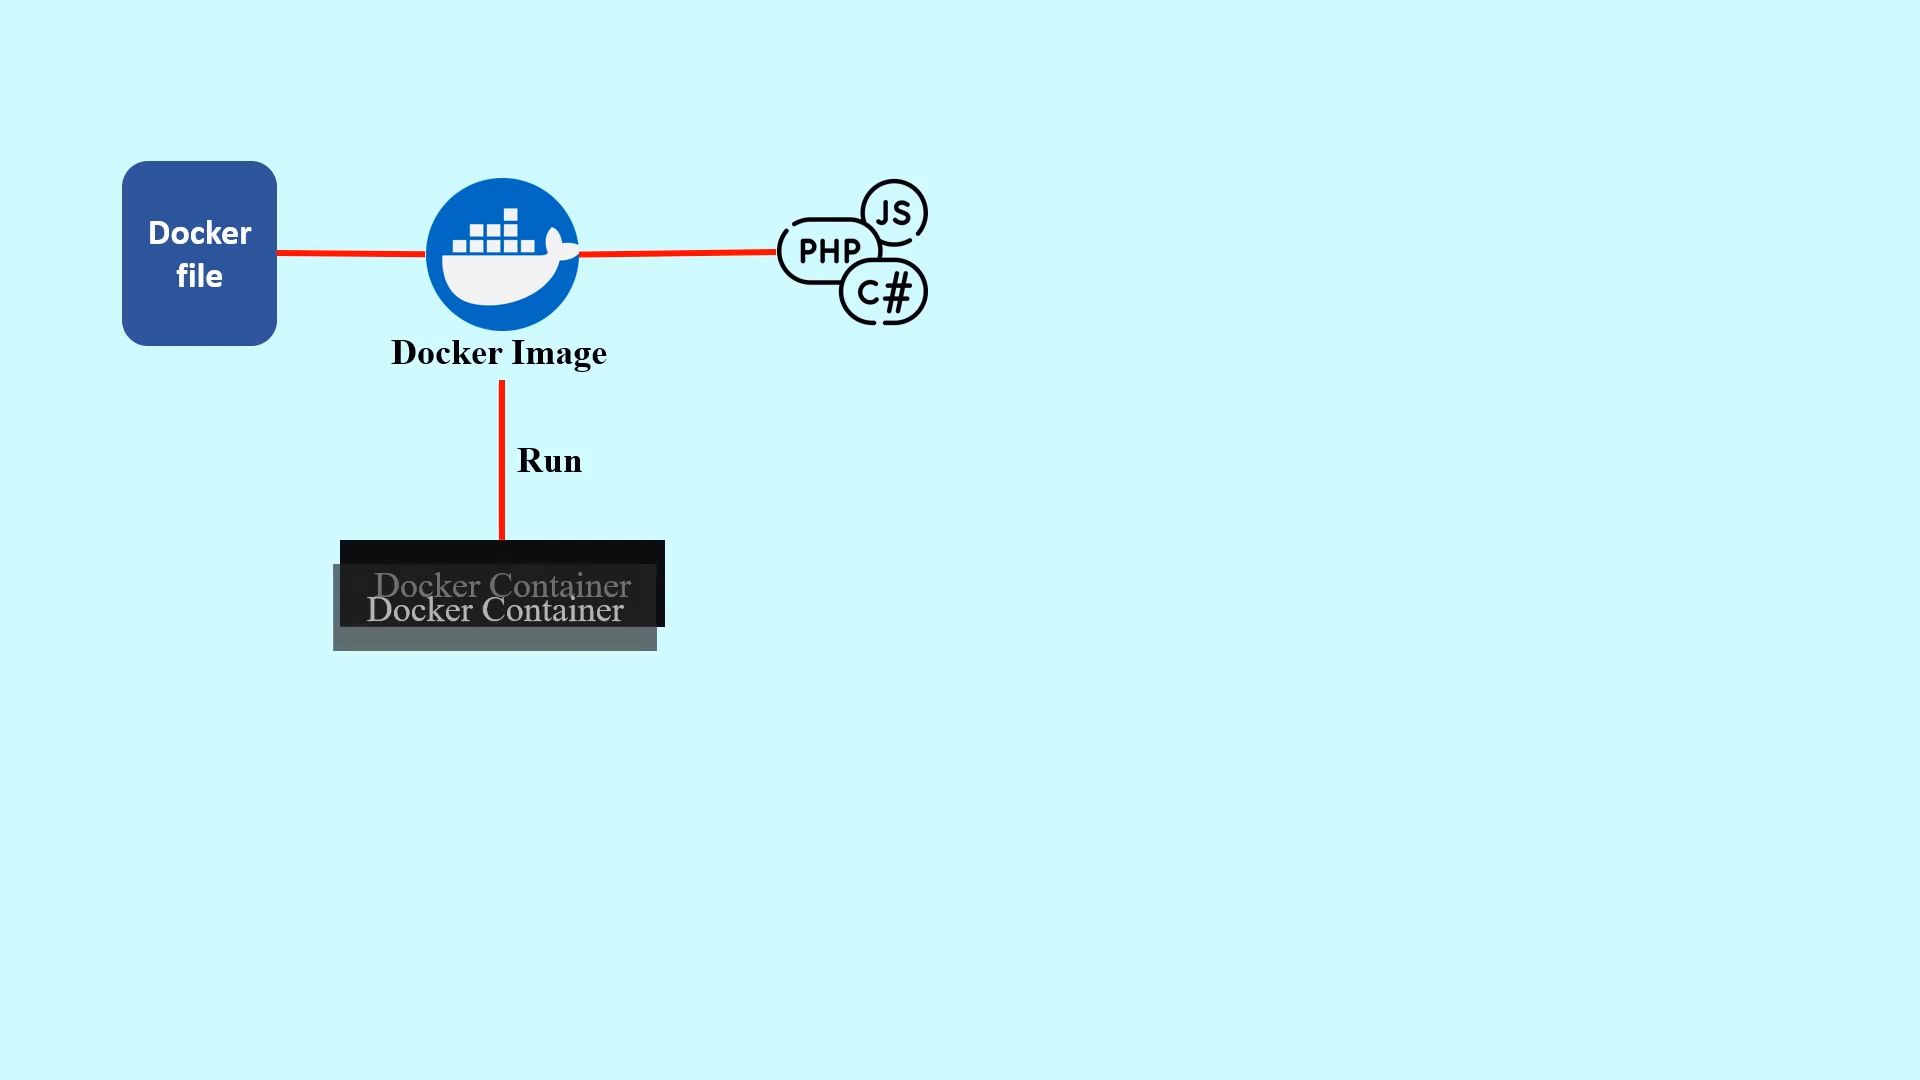 Docker
file
JS
PHP
C#
Docker Image
Run
Docker Container
Docker Container